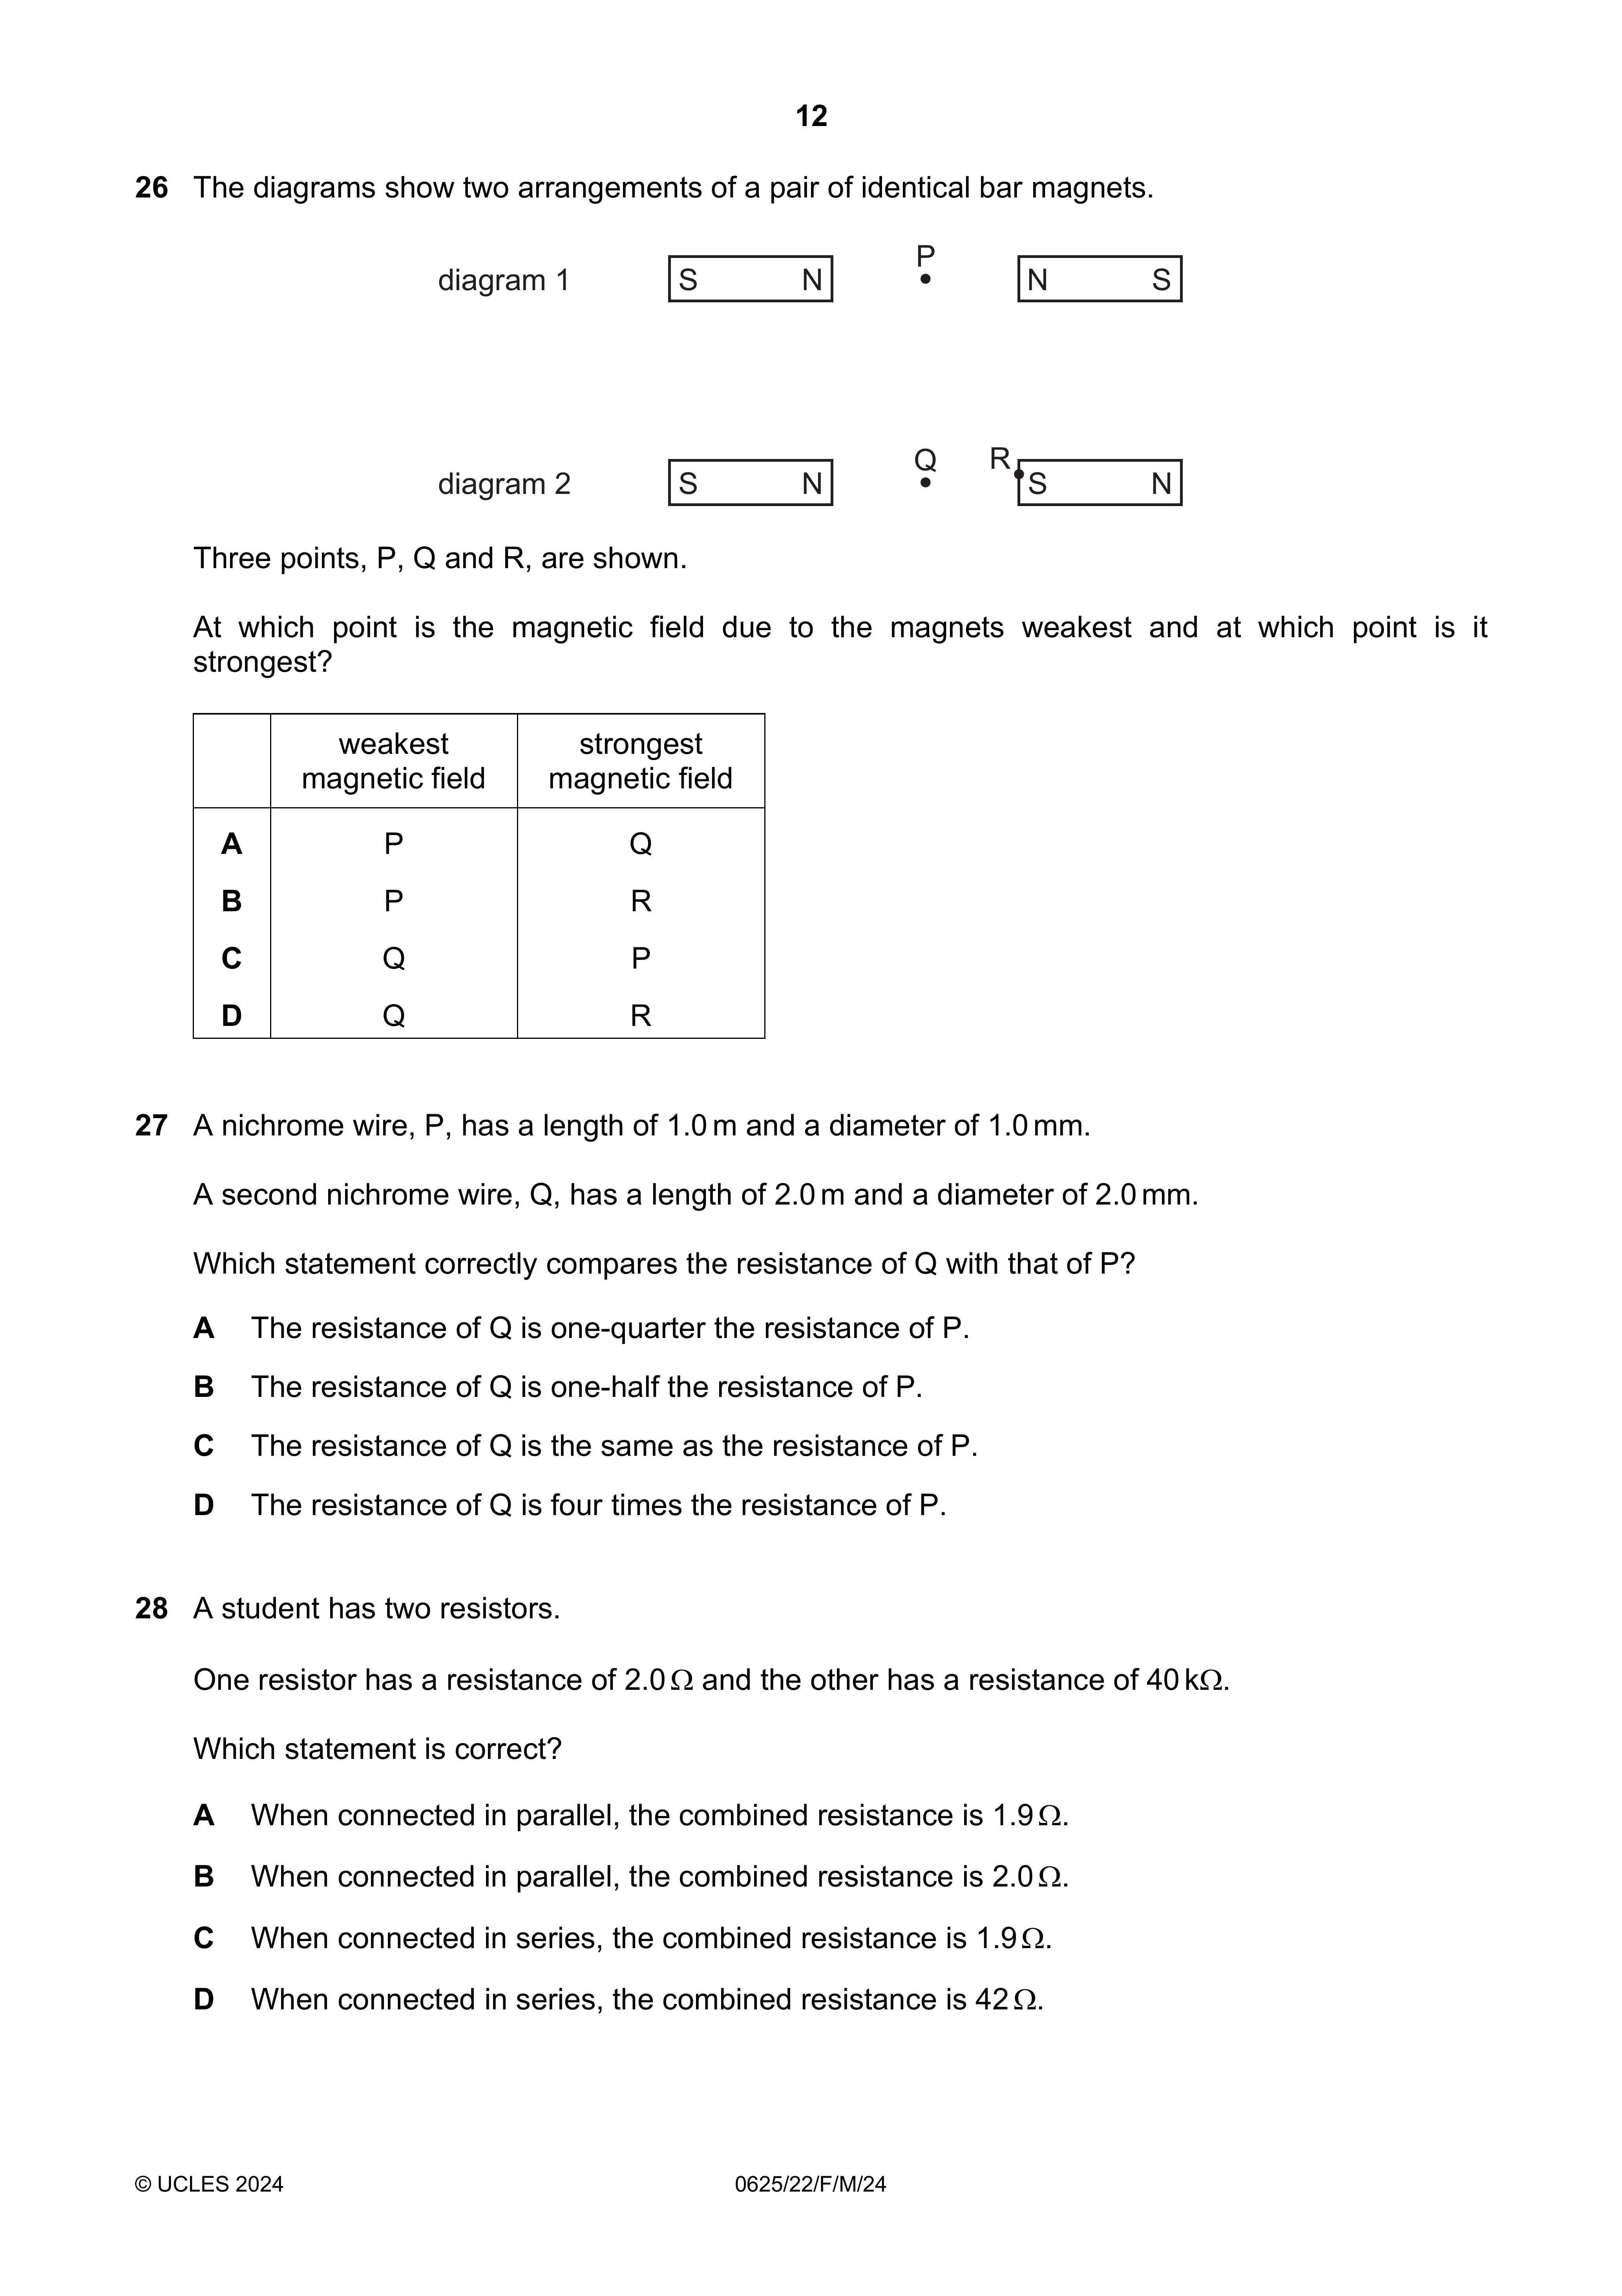 12
26 The diagrams show two arrangements of a pair of identical bar magnets.
P
diagram 1 S N N S
Q R
diagram 2 S N S N
Three points, P, Q and R, are shown.
At which point is the magnetic field due to the magnets weakest and at which point is it
strongest?
weakest strongest
magnetic field magnetic field
A P Q
B P R
C Q P
D Q R
27 A nichrome wire, P, has a length of 1.0 m and a diameter of 1.0 mm.
A second nichrome wire, Q, has a length of 2.0 m and a diameter of 2.0 mm.
Which statement correctly compares the resistance of Q with that of P?
A The resistance of Q is one-quarter the resistance of P.
B The resistance of Q is one-half the resistance of P.
C The resistance of Q is the same as the resistance of P.
D The resistance of Q is four times the resistance of P.
28 A student has two resistors.
One resistor has a resistance of 2.0 Ω and the other has a resistance of 40 kΩ.
Which statement is correct?
A When connected in parallel, the combined resistance is 1.9 Ω.
B When connected in parallel, the combined resistance is 2.0 Ω.
C When connected in series, the combined resistance is 1.9 Ω.
D When connected in series, the combined resistance is 42 Ω.
© UCLES 2024 0625/22/F/M/24